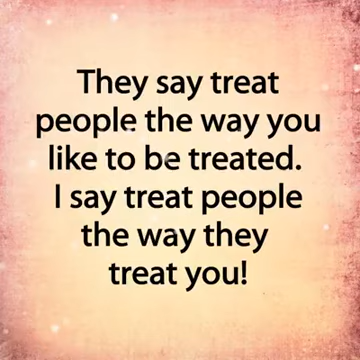 They say treat
people the way you
like to be treated.
I say treat people
the way they
treat you!